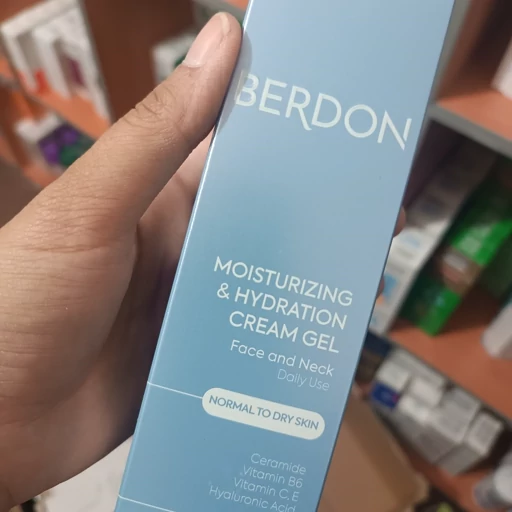 BERDON
MOISTURIZING
& HYDRATION
CREAM GEL
Face and Neck
Daily Use
NORMAL TO DRY SKIN
Ceramide
Vitamin B6
Vitamin C, E
Hyaluronic Acid